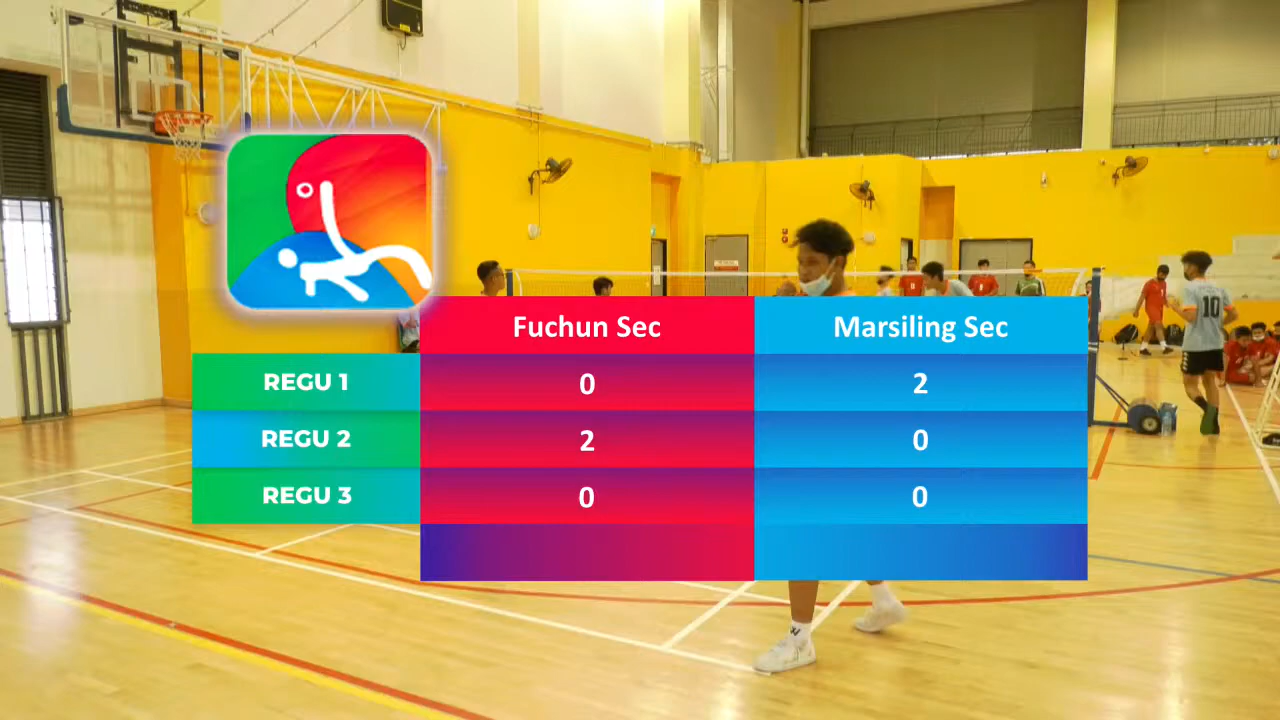 Fuchun Sec Marsiling Sec
REGU 1 0 2
REGU 2 2 0
REGU 3 0 0
10